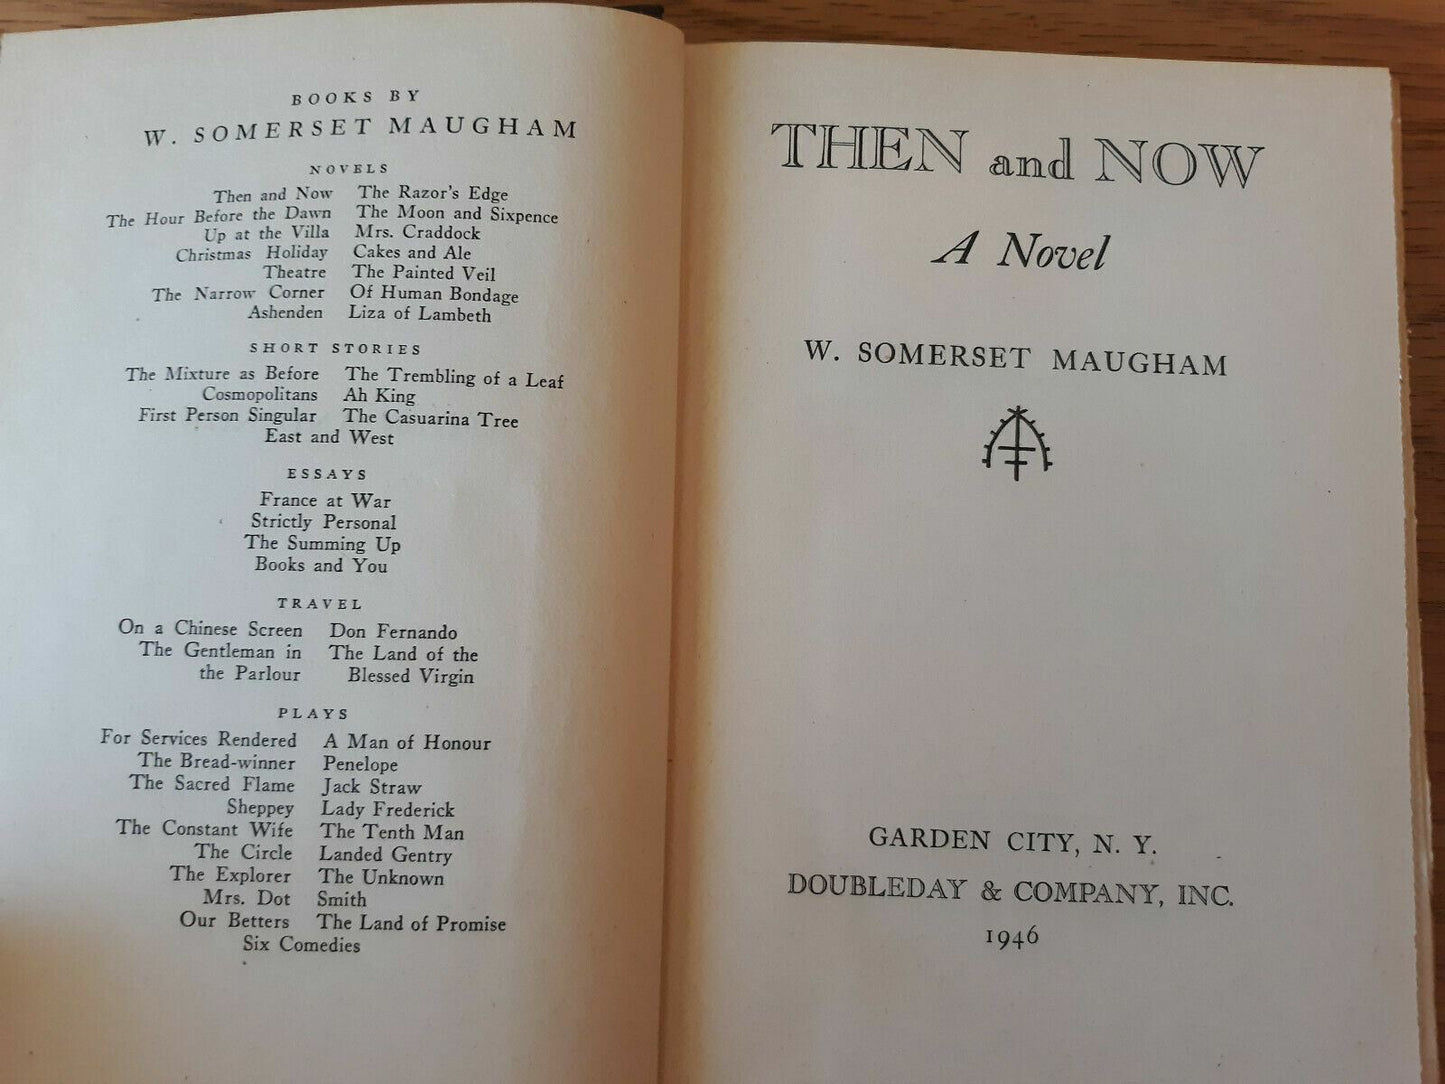 BOOKS BY
W. SOMERSET MAUGHAM
NOVELS
Then and Now The Razor's Edge
The Hour Before the Dawn The Moon and Sixpence
Up at the Villa Mrs. Craddock
Christmas Holiday Cakes and Ale
Theatre The Painted Veil
The Narrow Corner Of Human Bondage
Ashenden Liza of Lambeth
SHORT STORIES
The Mixture as Before The Trembling of a Leaf
Cosmopolitans Ah King
First Person Singular The Casuarina Tree
East and West
ESSAYS
France at War
Strictly Personal
The Summing Up
Books and You
TRAVEL
On a Chinese Screen Don Fernando
The Gentleman in The Land of the
the Parlour Blessed Virgin
PLAYS
For Services Rendered A Man of Honour
The Bread-winner Penelope
The Sacred Flame Jack Straw
Sheppey Lady Frederick
The Constant Wife The Tenth Man
The Circle Landed Gentry
The Explorer The Unknown
Mrs. Dot Smith
Our Betters The Land of Promise
Six Comedies
THEN and NOW
A Novel
W. SOMERSET MAUGHAM
GARDEN CITY, N. Y.
DOUBLEDAY & COMPANY, INC.
1946